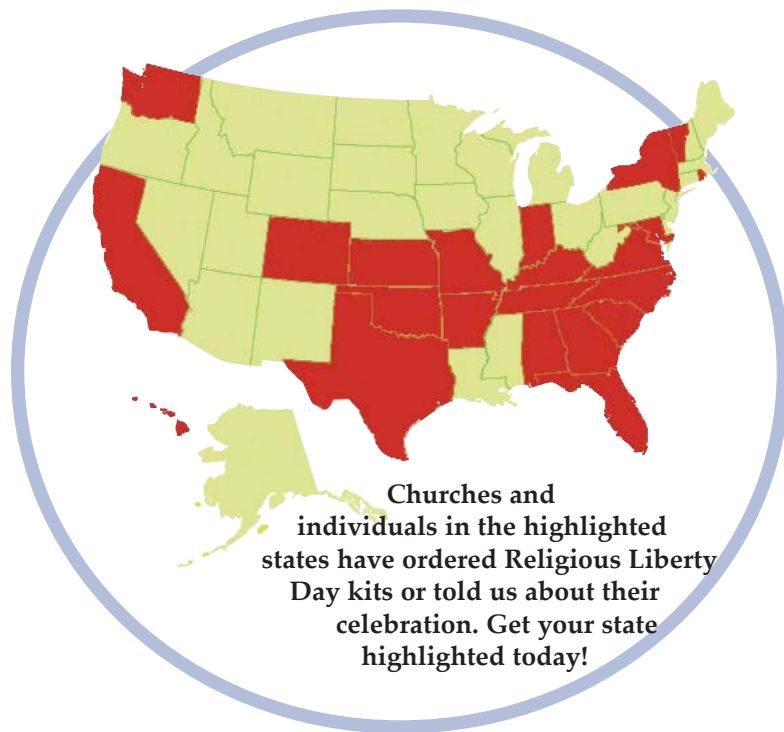 Churches and
individuals in the highlighted
states have ordered Religious Liberty
Day kits or told us about their
celebration. Get your state
highlighted today!